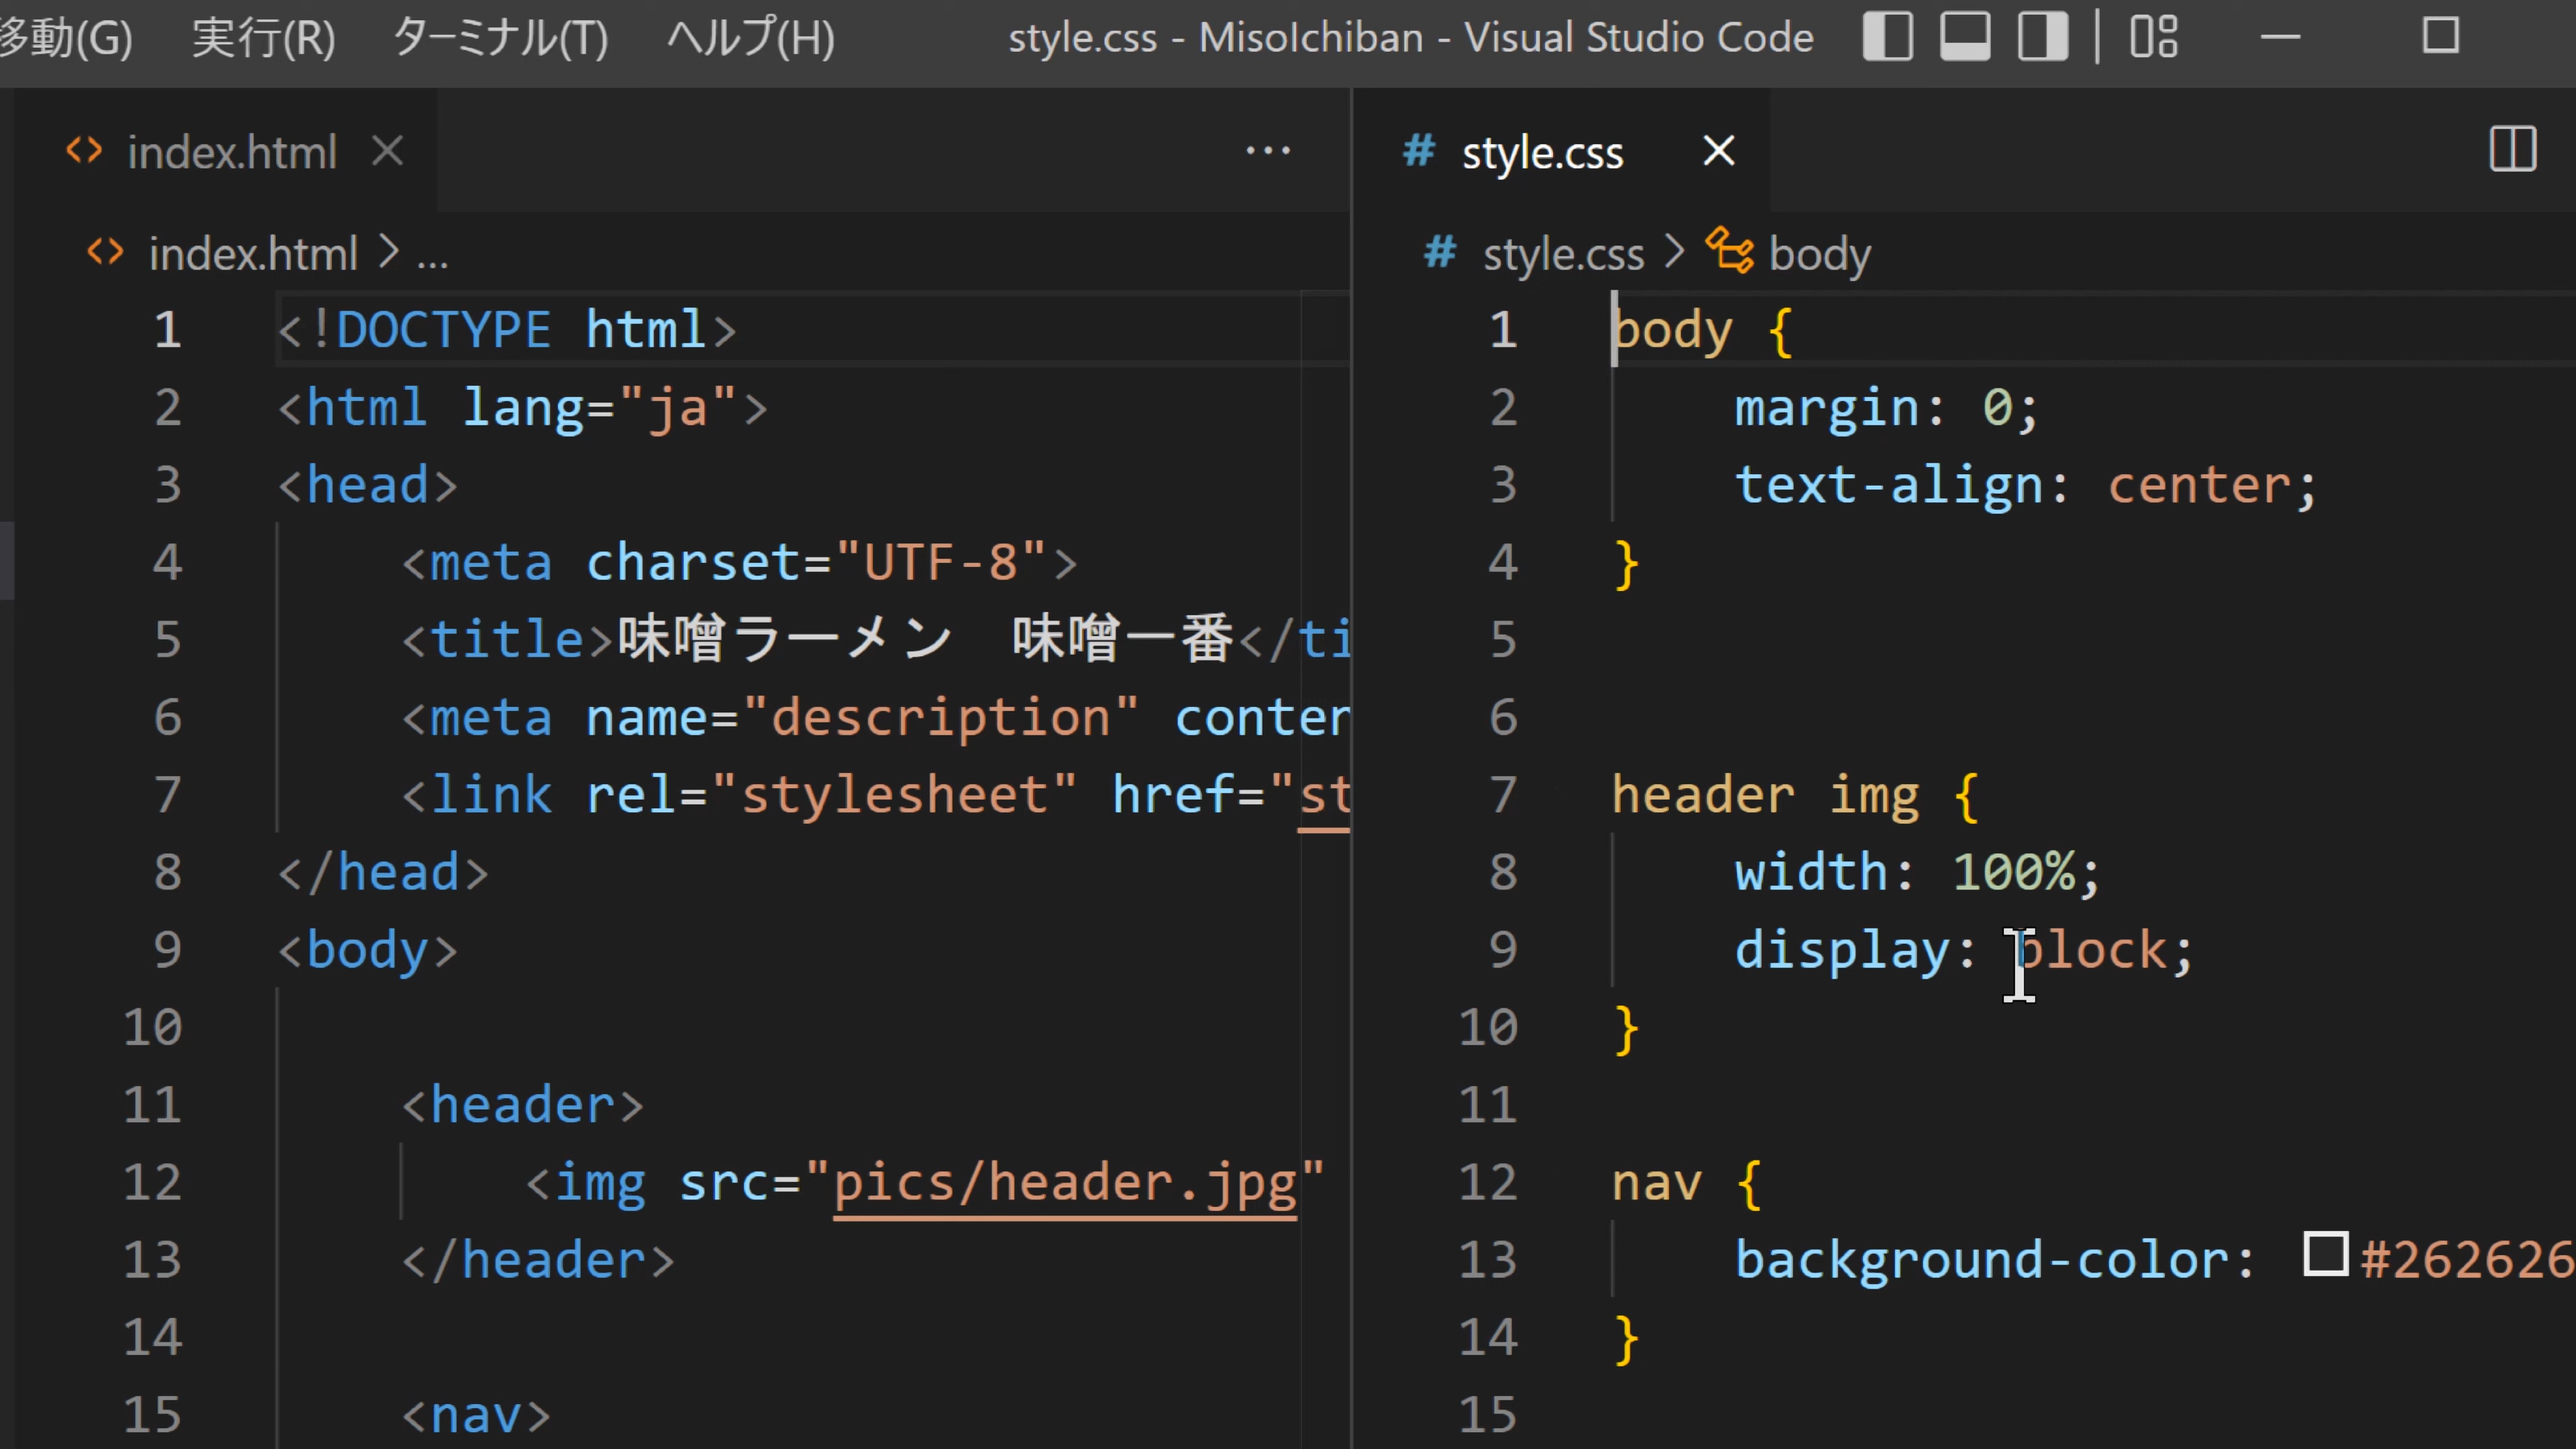 移動(G) 実行(R) ターミナル(T) ヘルプ(H) style.css - MisoIchiban - Visual Studio Code
index.html
index.html > ...
1 <!DOCTYPE html>
2 <html lang="ja">
3 <head>
4 <meta charset="UTF-8">
5 <title>味噌ラーメン　味噌一番</ti
6 <meta name="description" conten
7 <link rel="stylesheet" href="st
8 </head>
9 <body>
10
11 <header>
12 <img src="pics/header.jpg"
13 </header>
14
15 <nav>
# style.css
# style.css > body
1 body {
2 margin: 0;
3 text-align: center;
4 }
5
6
7 header img {
8 width: 100%;
9 display: block;
10 }
11
12 nav {
13 background-color: #262626
14 }
15